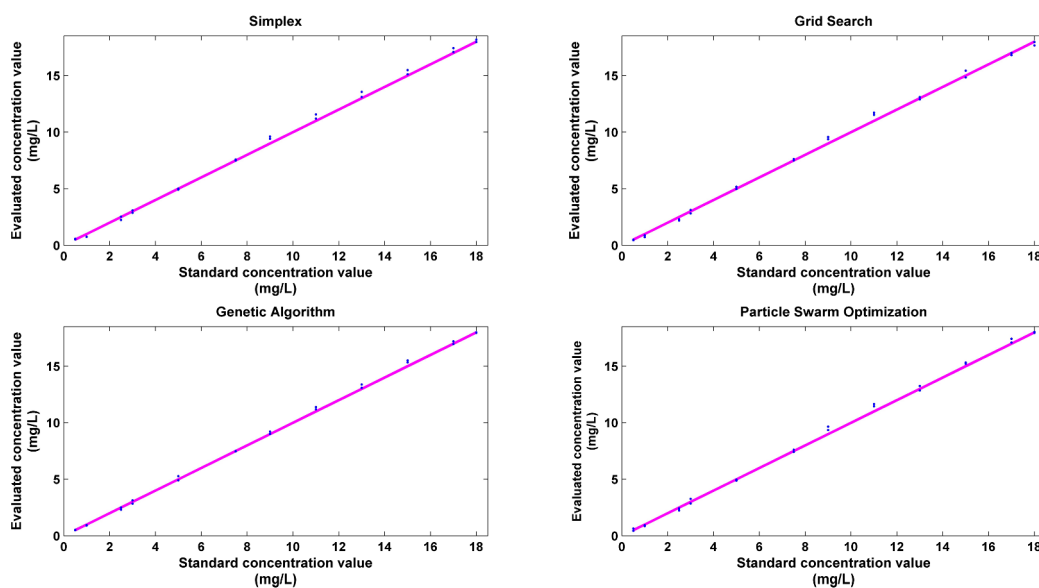 Simplex
Evaluated concentration value
(mg/L)
15
10
5
0
0 2 4 6 8 10 12 14 16 18
Standard concentration value
(mg/L)
Grid Search
Evaluated concentration value
(mg/L)
15
10
5
0
0 2 4 6 8 10 12 14 16 18
Standard concentration value
(mg/L)
Genetic Algorithm
Evaluated concentration value
(mg/L)
15
10
5
0
0 2 4 6 8 10 12 14 16 18
Standard concentration value
(mg/L)
Particle Swarm Optimization
Evaluated concentration value
(mg/L)
15
10
5
0
0 2 4 6 8 10 12 14 16 18
Standard concentration value
(mg/L)